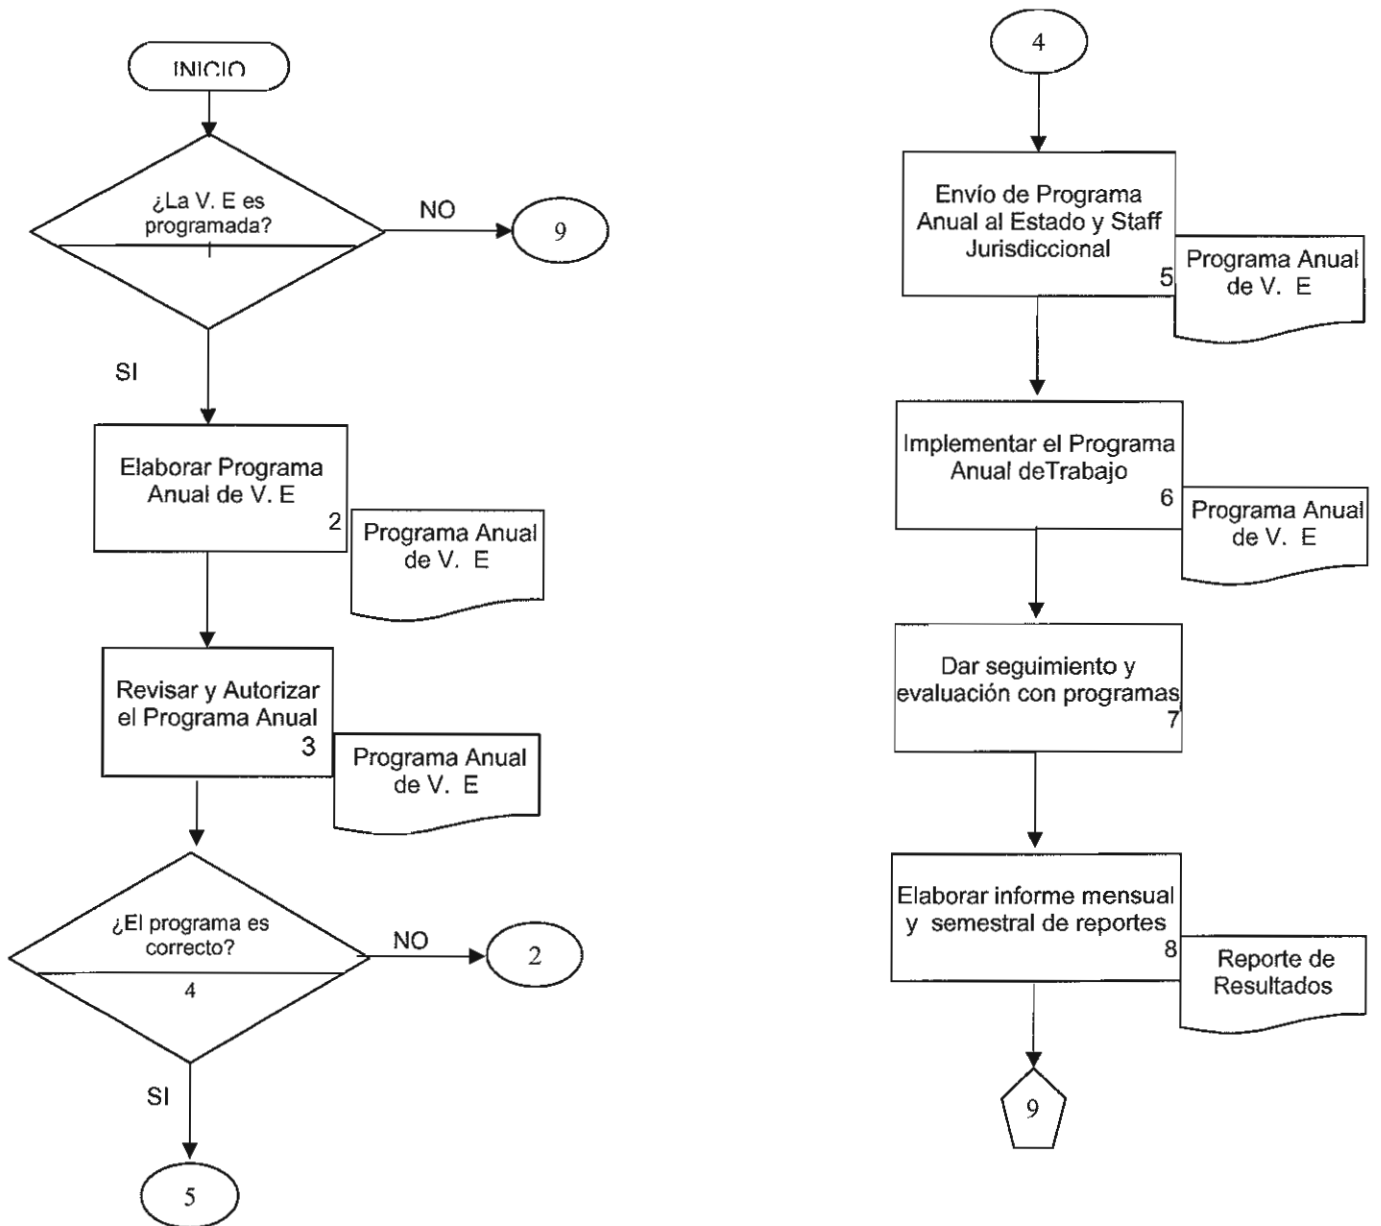 INICIO
¿La V. E es
programada?
1
NO
9
SI
Elaborar Programa
Anual de V. E
2
Programa Anual
de V. E
Revisar y Autorizar
el Programa Anual
3
Programa Anual
de V. E
¿El programa es
correcto?
4
NO
2
SI
5
4
Envío de Programa
Anual al Estado y Staff
Jurisdiccional
5
Programa Anual
de V. E
Implementar el Programa
Anual deTrabajo
6
Programa Anual
de V. E
Dar seguimiento y
evaluación con programas
7
Elaborar informe mensual
y semestral de reportes
8
Reporte de
Resultados
9